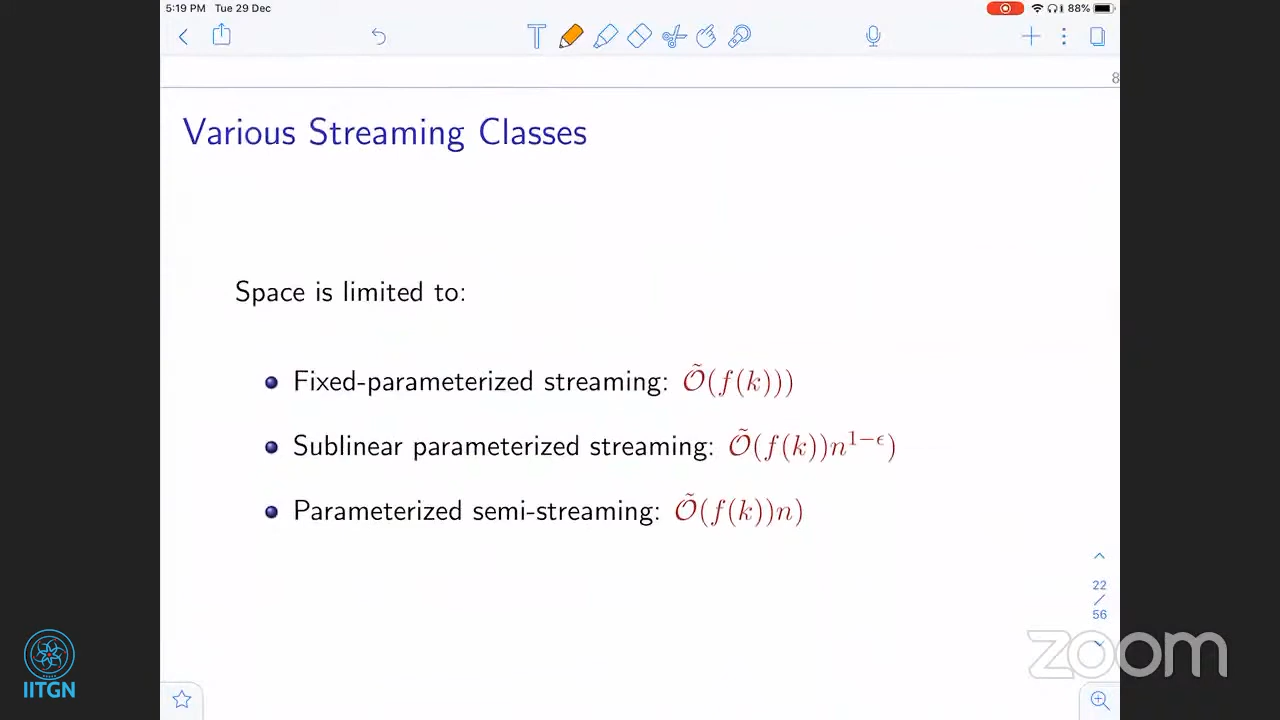 5:19 PM Tue 29 Dec 88%
T
8
Various Streaming Classes
Space is limited to:
Fixed-parameterized streaming: Õ(f(k)))
Sublinear parameterized streaming: Õ(f(k))n^{1−ϵ})
Parameterized semi-streaming: Õ(f(k))n)
22
/
56
zoom
IITGN